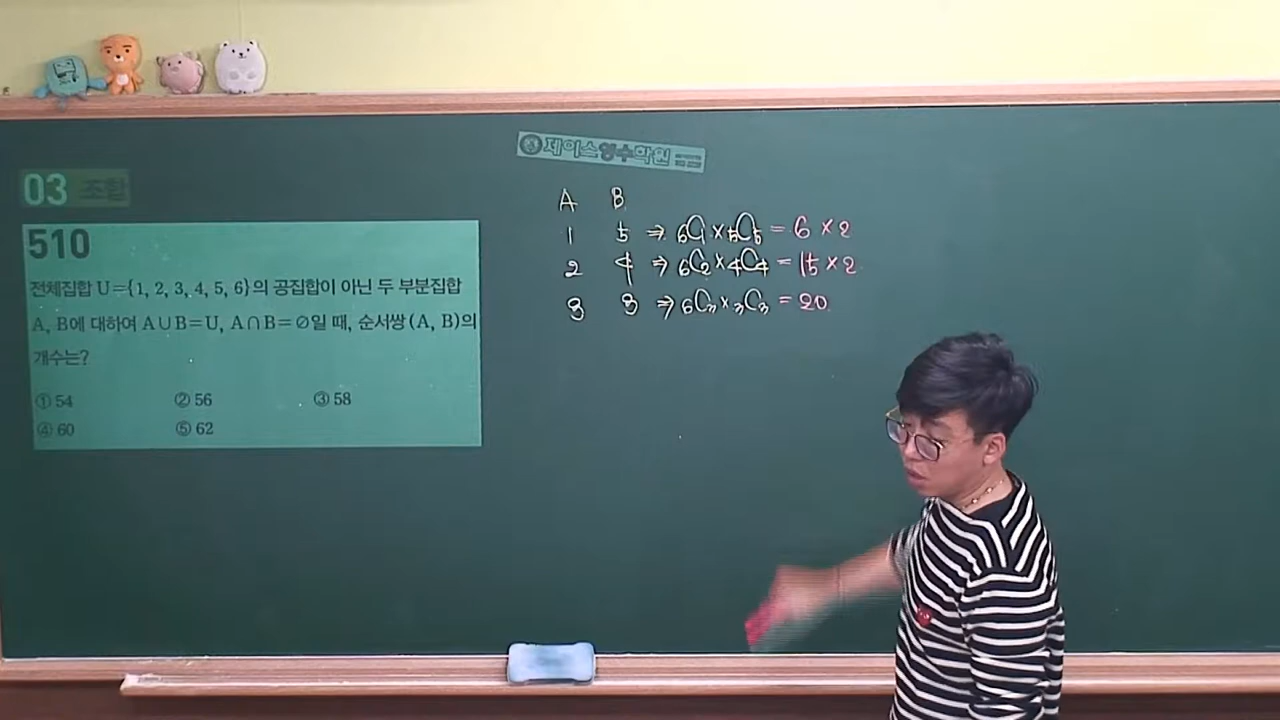 제이스영수학원
03 조합
510
전체집합 U={1, 2, 3, 4, 5, 6}의 공집합이 아닌 두 부분집합
A, B에 대하여 A∪B=U, A∩B=∅일 때, 순서쌍(A, B)의
개수는?
① 54 ② 56 ③ 58
④ 60 ⑤ 62
A B
1 5 ⇒ ₆C₁×₅C₅ = 6 × 2
2 4 ⇒ ₆C₂×₄C₄ = 15 × 2
3 3 ⇒ ₆C₃×₃C₃ = 20